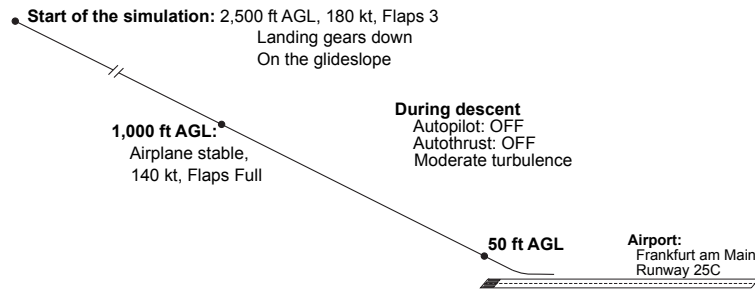 Start of the simulation: 2,500 ft AGL, 180 kt, Flaps 3
Landing gears down
On the glideslope
1,000 ft AGL:
Airplane stable,
140 kt, Flaps Full
During descent
Autopilot: OFF
Autothrust: OFF
Moderate turbulence
50 ft AGL
Airport:
Frankfurt am Main
Runway 25C